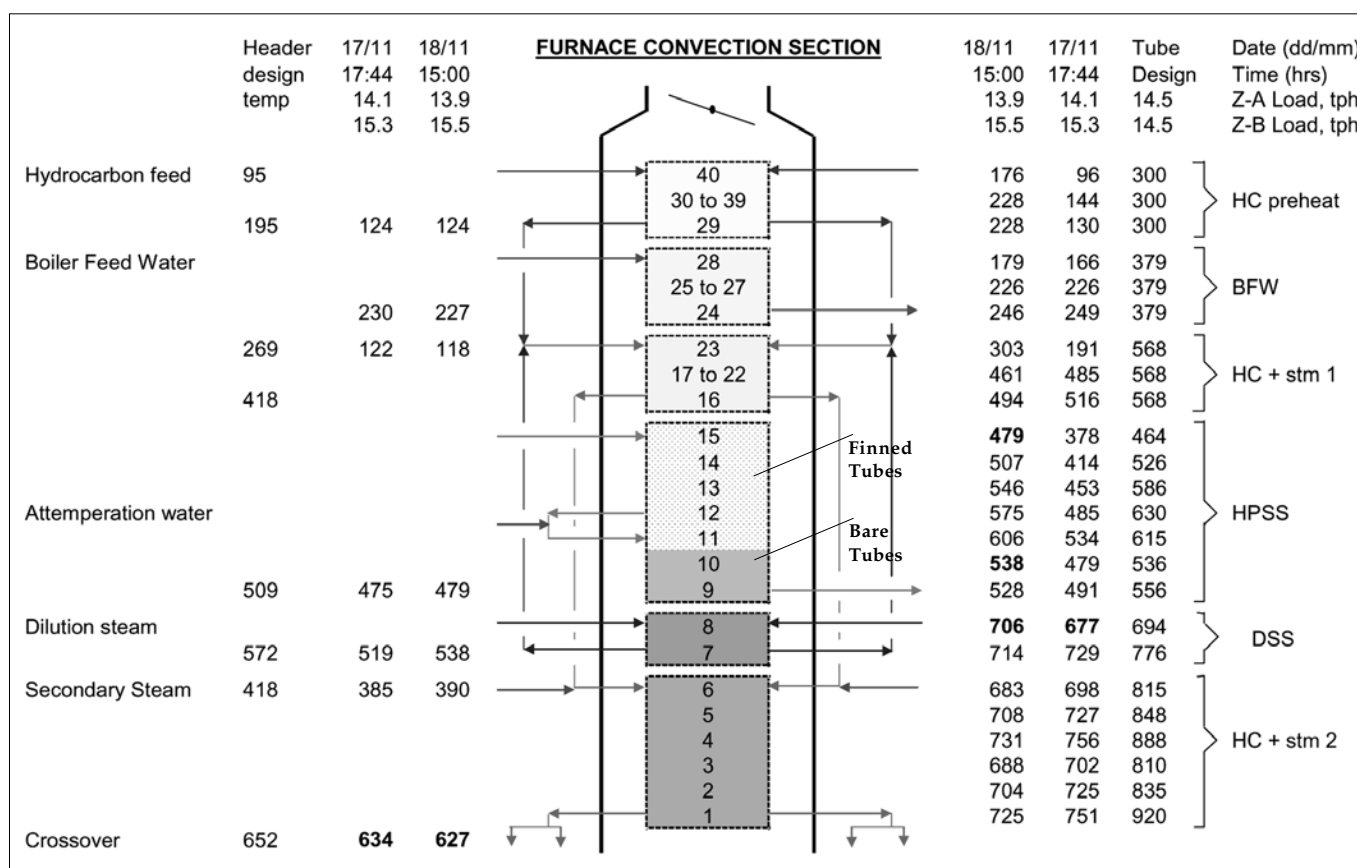 Header 17/11 18/11 FURNACE CONVECTION SECTION 18/11 17/11 Tube Date (dd/mm)
design 17:44 15:00 15:00 17:44 Design Time (hrs)
temp 14.1 13.9 13.9 14.1 14.5 Z-A Load, tph
15.3 15.5 15.5 15.3 14.5 Z-B Load, tph
Hydrocarbon feed 95 40 176 96 300
30 to 39 228 144 300 HC preheat
195 124 124 29 228 130 300
Boiler Feed Water 28 179 166 379
25 to 27 226 226 379 BFW
230 227 24 246 249 379
269 122 118 23 303 191 568
17 to 22 461 485 568 HC + stm 1
418 16 494 516 568
15 479 378 464
Finned
Tubes
14 507 414 526
13 546 453 586
Attemperation water 12 575 485 630 HPSS
Bare
Tubes
11 606 534 615
10 538 479 536
509 475 479 9 528 491 556
Dilution steam 8 706 677 694
DSS
572 519 538 7 714 729 776
Secondary Steam 418 385 390 6 683 698 815
5 708 727 848
4 731 756 888 HC + stm 2
3 688 702 810
2 704 725 835
1 725 751 920
Crossover 652 634 627